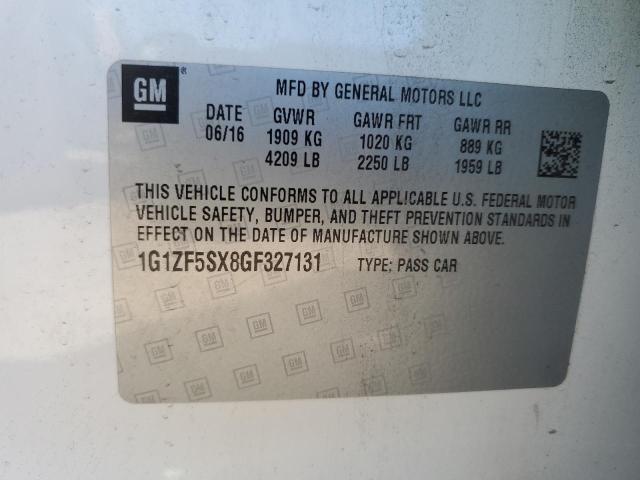 GM ®
MFD BY GENERAL MOTORS LLC
DATE GVWR GAWR FRT GAWR RR
06/16 1909 KG 1020 KG 889 KG
4209 LB 2250 LB 1959 LB
THIS VEHICLE CONFORMS TO ALL APPLICABLE U.S. FEDERAL MOTOR
VEHICLE SAFETY, BUMPER, AND THEFT PREVENTION STANDARDS IN
EFFECT ON THE DATE OF MANUFACTURE SHOWN ABOVE.
1G1ZF5SX8GF327131 TYPE: PASS CAR